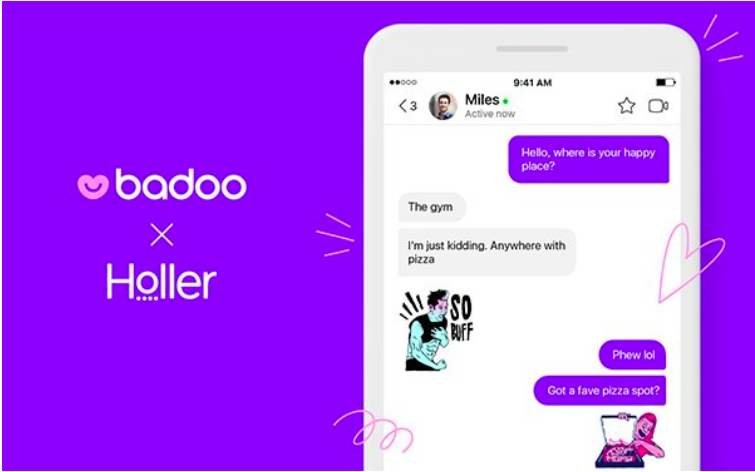 badoo
×
Holler
9:41 AM
3
Miles
Active now
Hello, where is your happy
place?
The gym
I'm just kidding. Anywhere with
pizza
SO
BUFF
Phew lol
Got a fave pizza spot?